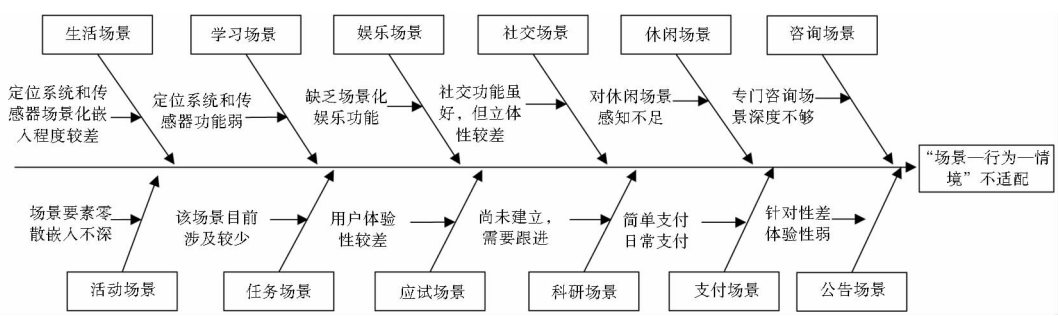 生活场景
学习场景
娱乐场景
社交场景
休闲场景
咨询场景
定位系统和传
感器场景化嵌
入程度较差
定位系统和传
感器功能弱
缺乏场景化
娱乐功能
社交功能虽
好，但立体
性较差
对休闲场景
感知不足
专门咨询场
景深度不够
“场景—行为—情
境”不适配
场景要素零
散嵌入不深
该场景目前
涉及较少
用户体验
性较差
尚未建立，
需要跟进
简单支付
日常支付
针对性差
体验性弱
活动场景
任务场景
应试场景
科研场景
支付场景
公告场景